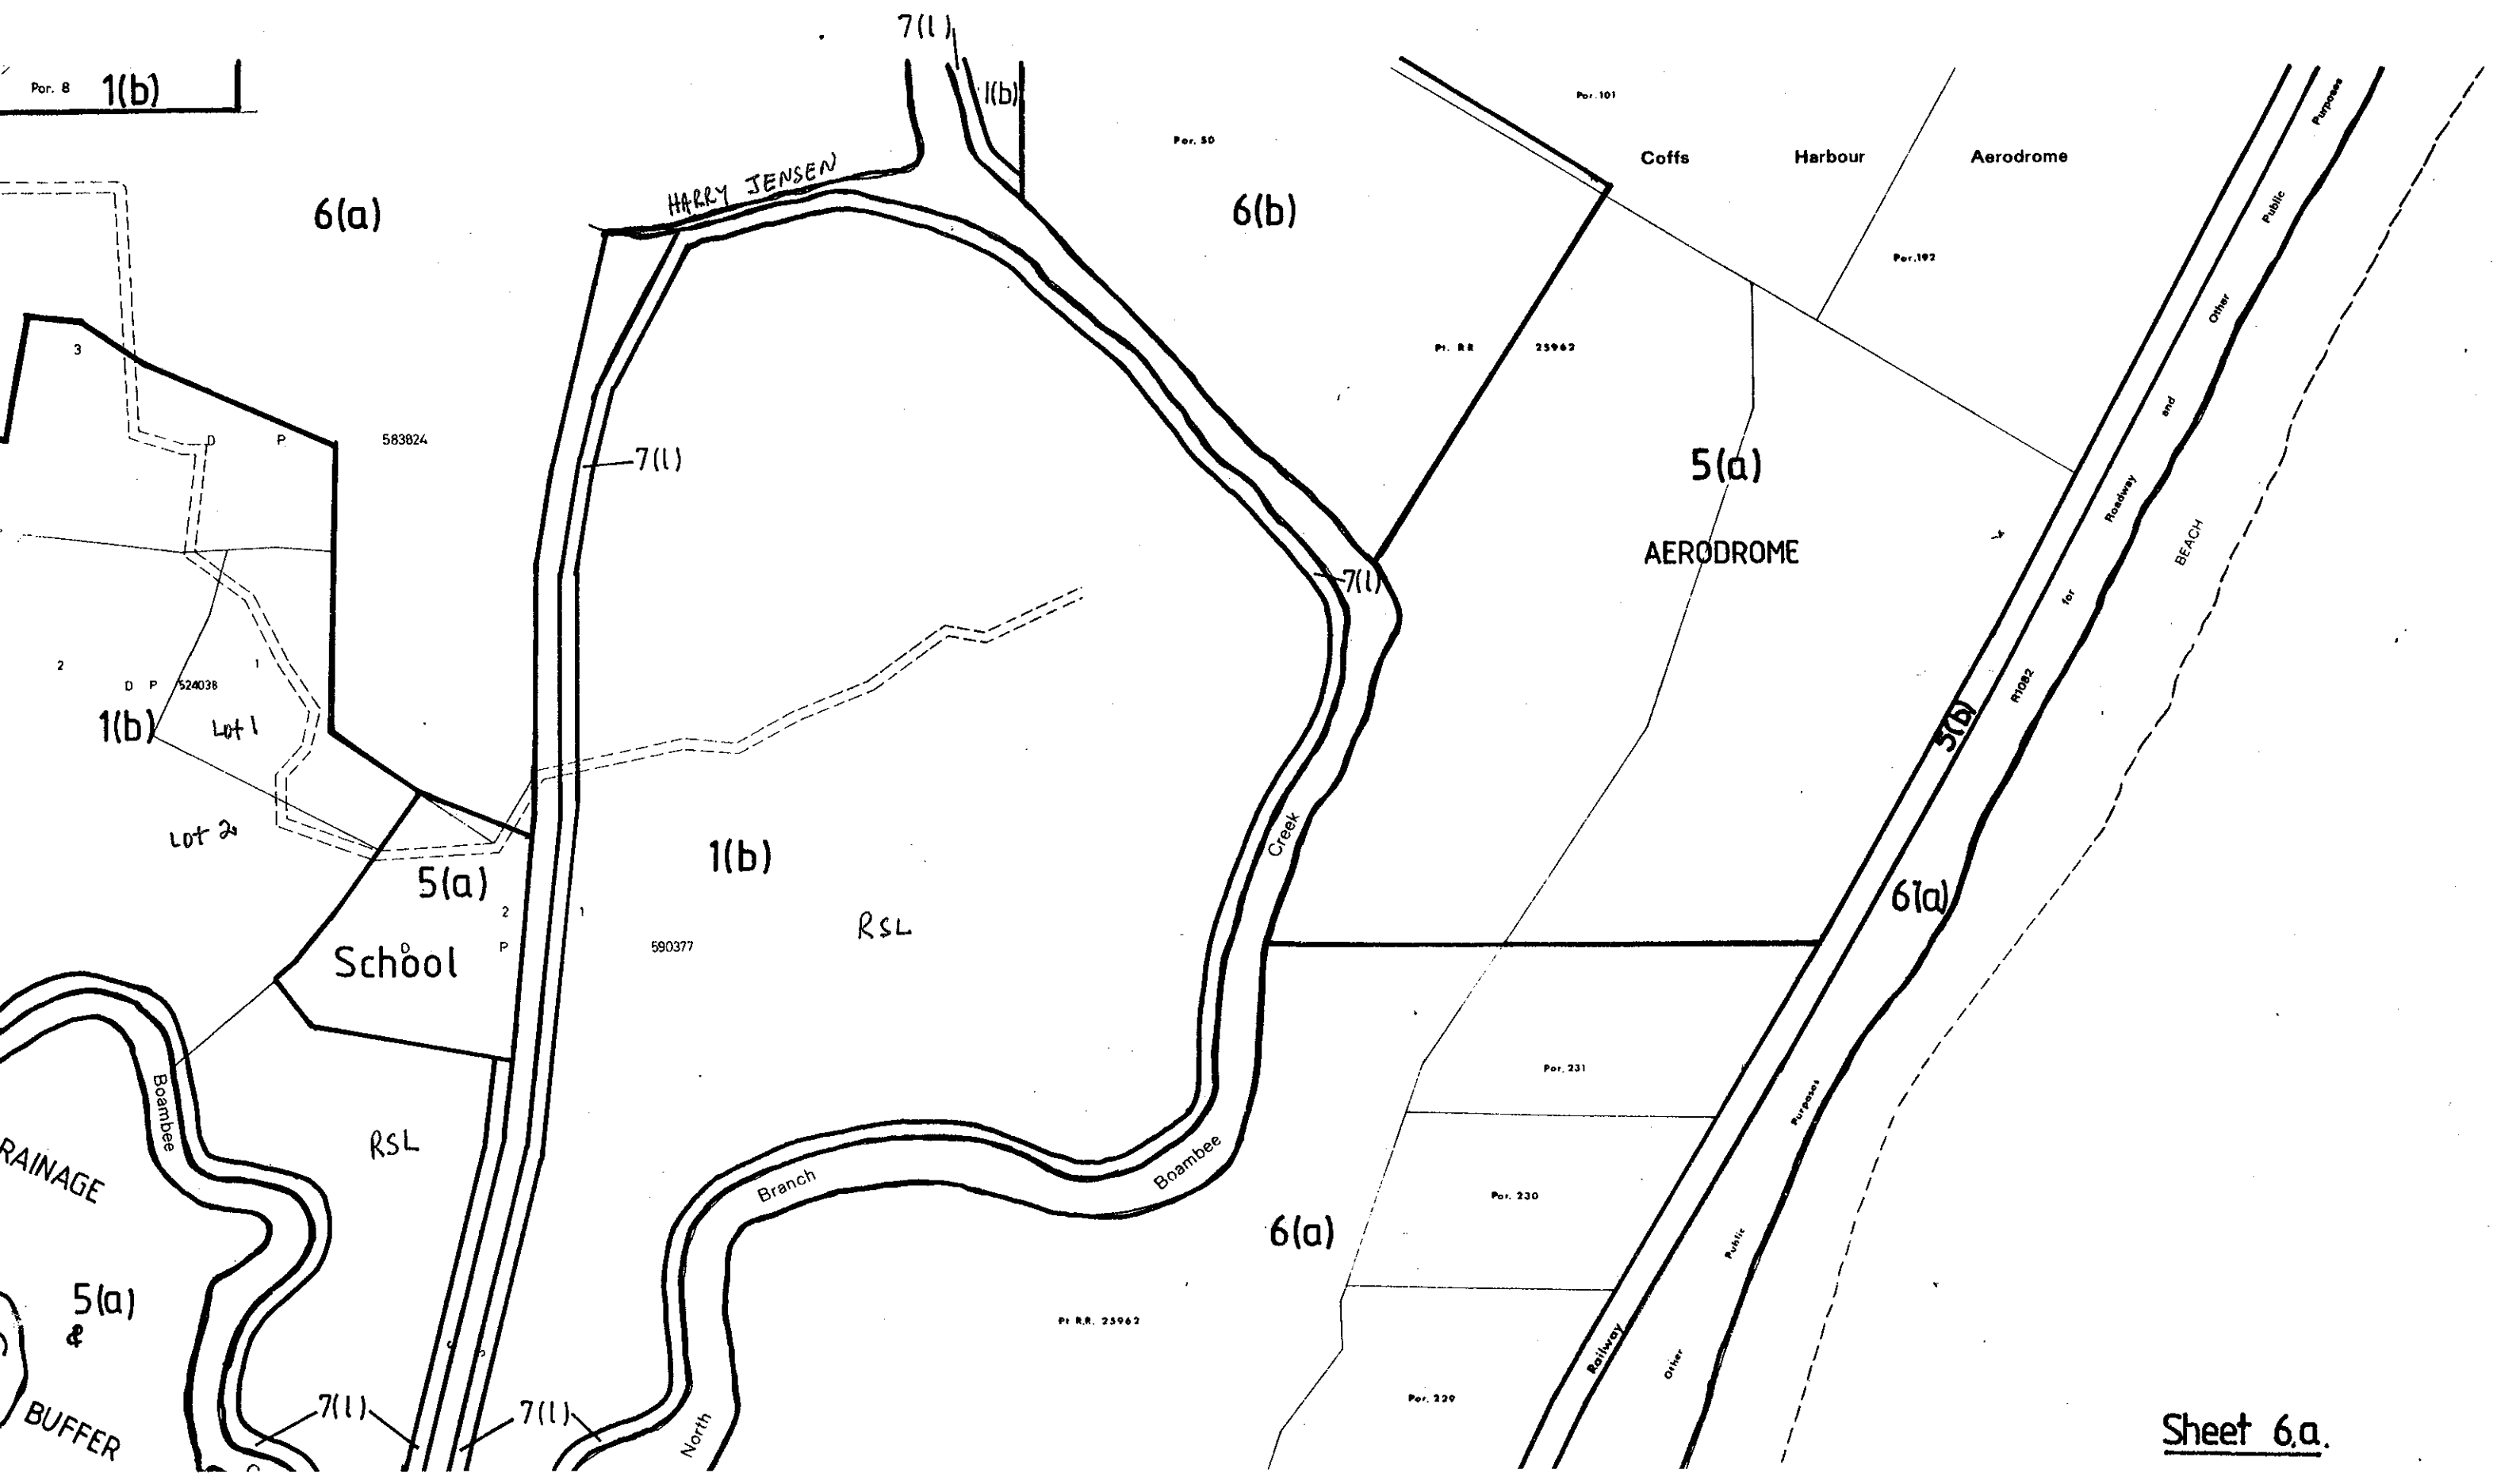 7(l)
Por. 8 1(b)
1(b)
Por. 101
Purposes
Por. 50
Coffs Harbour Aerodrome
HARRY JENSEN
6(a)
6(b)
Public
Por. 192
Other
3
Pt. R R 25962
and
D P 583824
7(l)
5(a)
Roadway
BEACH
AERODROME
7(l)
for
2
1
D P 524038
R1082
1(b)
Lot 1
5(b)
Lot 2
Creek
1(b)
5(a)
6(a)
2
1
RSL
D P 590377
School
Por. 231
Boambee
Purposes
RSL
Boambee
RAINAGE
Branch
Por. 230
6(a)
Public
5(a)
&
Pt R.R. 25962
Railway
Other
7(l)
7(l)
Por. 229
BUFFER
North
Sheet 6.a.